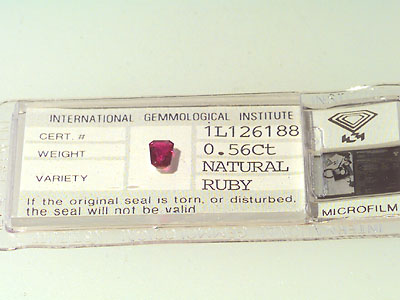 INTERNATIONAL GEMMOLOGICAL INSTITUTE
CERT. # 1L126188
WEIGHT 0.56Ct
VARIETY NATURAL RUBY
If the original seal is torn, or disturbed,
the seal will not be valid
MICROFILM